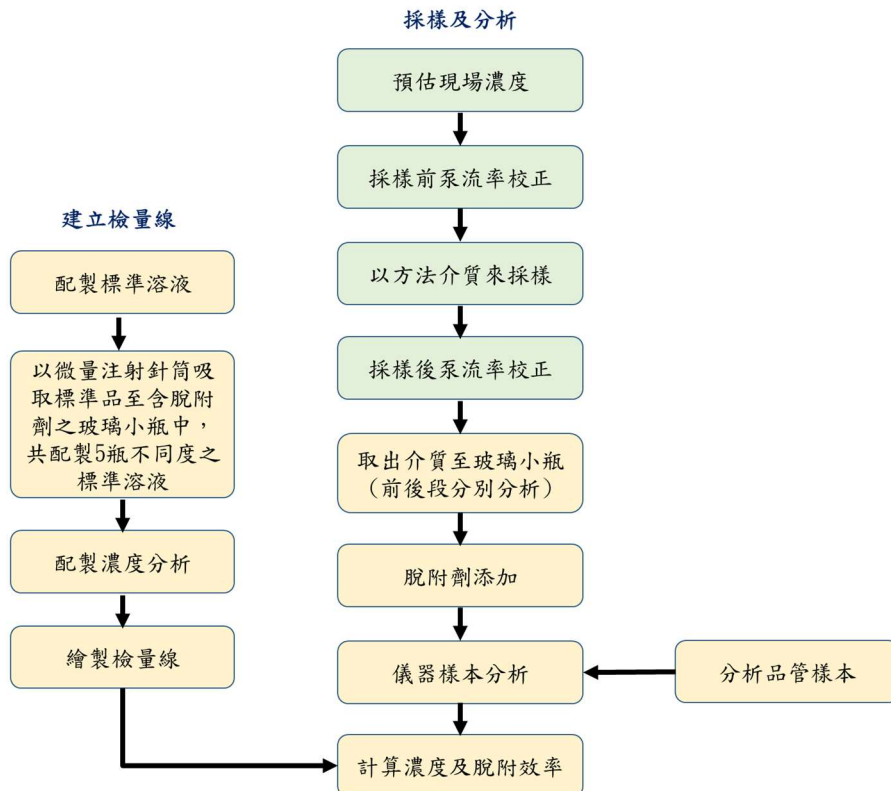 採樣及分析
預估現場濃度
採樣前泵流率校正
以方法介質來採樣
採樣後泵流率校正
取出介質至玻璃小瓶
（前後段分別分析）
脫附劑添加
儀器樣本分析
計算濃度及脫附效率
建立檢量線
配製標準溶液
以微量注射針筒吸
取標準品至含脫附
劑之玻璃小瓶中，
共配製5瓶不同度之
標準溶液
配製濃度分析
繪製檢量線
分析品管樣本